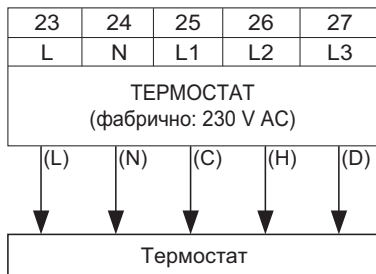 23 24 25 26 27
L N L1 L2 L3
ТЕРМОСТАТ
(фабрично: 230 V AC)
(L) (N) (C) (H) (D)
Термостат